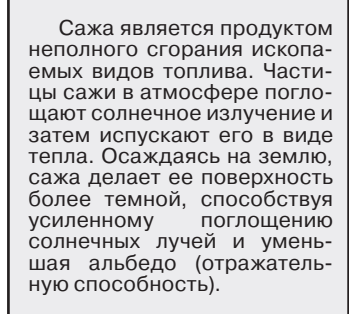 Сажа является продуктом
неполного сгорания ископа-
емых видов топлива. Части-
цы сажи в атмосфере погло-
щают солнечное излучение и
затем испускают его в виде
тепла. Осаждаясь на землю,
сажа делает ее поверхность
более темной, способствуя
усиленному поглощению
солнечных лучей и умень-
шая альбедо (отражатель-
ную способность).